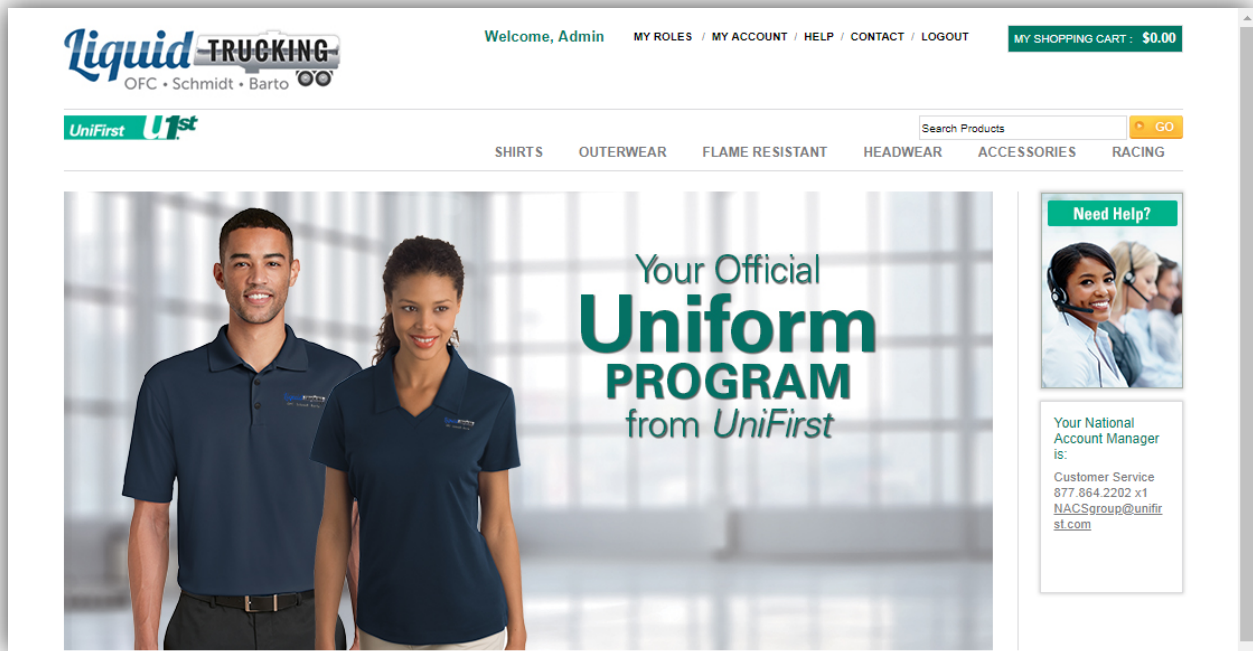 Liquid TRUCKING
OFC • Schmidt • Barto
Welcome, Admin
MY ROLES / MY ACCOUNT / HELP / CONTACT / LOGOUT
MY SHOPPING CART : $0.00
UniFirst U1st
Search Products
GO
SHIRTS OUTERWEAR FLAME RESISTANT HEADWEAR ACCESSORIES RACING
Your Official
Uniform
PROGRAM
from UniFirst
Need Help?
Your National
Account Manager
is:
Customer Service
877.864.2202 x1
NACSgroup@unifir
st.com